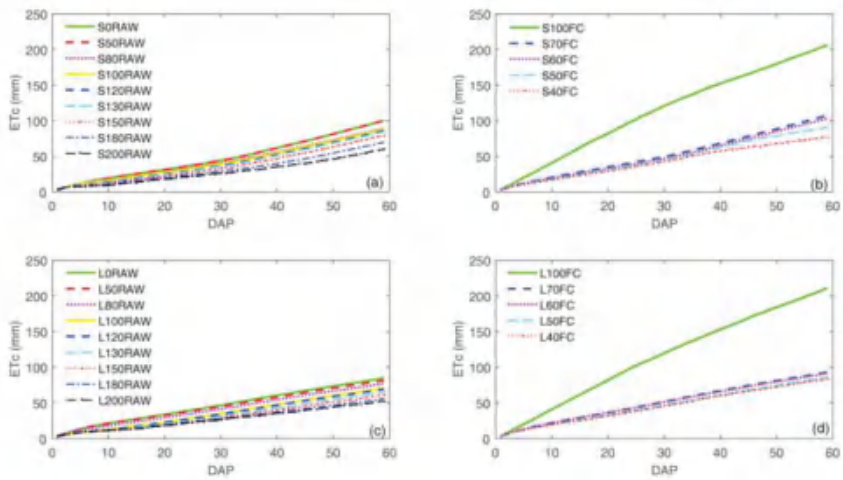 250
200
150
100
50
0
ETc (mm)
S0RAW
S50RAW
S80RAW
S100RAW
S120RAW
S130RAW
S150RAW
S180RAW
S200RAW
(a)
0 10 20 30 40 50 60
DAP
250
200
150
100
50
0
ETc (mm)
S100FC
S70FC
S60FC
S50FC
S40FC
(b)
0 10 20 30 40 50 60
DAP
250
200
150
100
50
0
ETc (mm)
L0RAW
L50RAW
L80RAW
L100RAW
L120RAW
L130RAW
L150RAW
L180RAW
L200RAW
(c)
0 10 20 30 40 50 60
DAP
250
200
150
100
50
0
ETc (mm)
L100FC
L70FC
L60FC
L50FC
L40FC
(d)
0 10 20 30 40 50 60
DAP